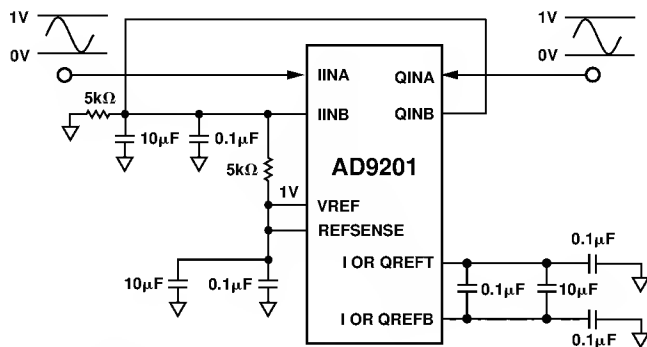 1V
0V
1V
0V
IINA
QINA
5kΩ
IINB
QINB
10μF
0.1μF
5kΩ
AD9201
1V
VREF
REFSENSE
10μF
0.1μF
I OR QREFT
0.1μF
0.1μF
10μF
I OR QREFB
0.1μF